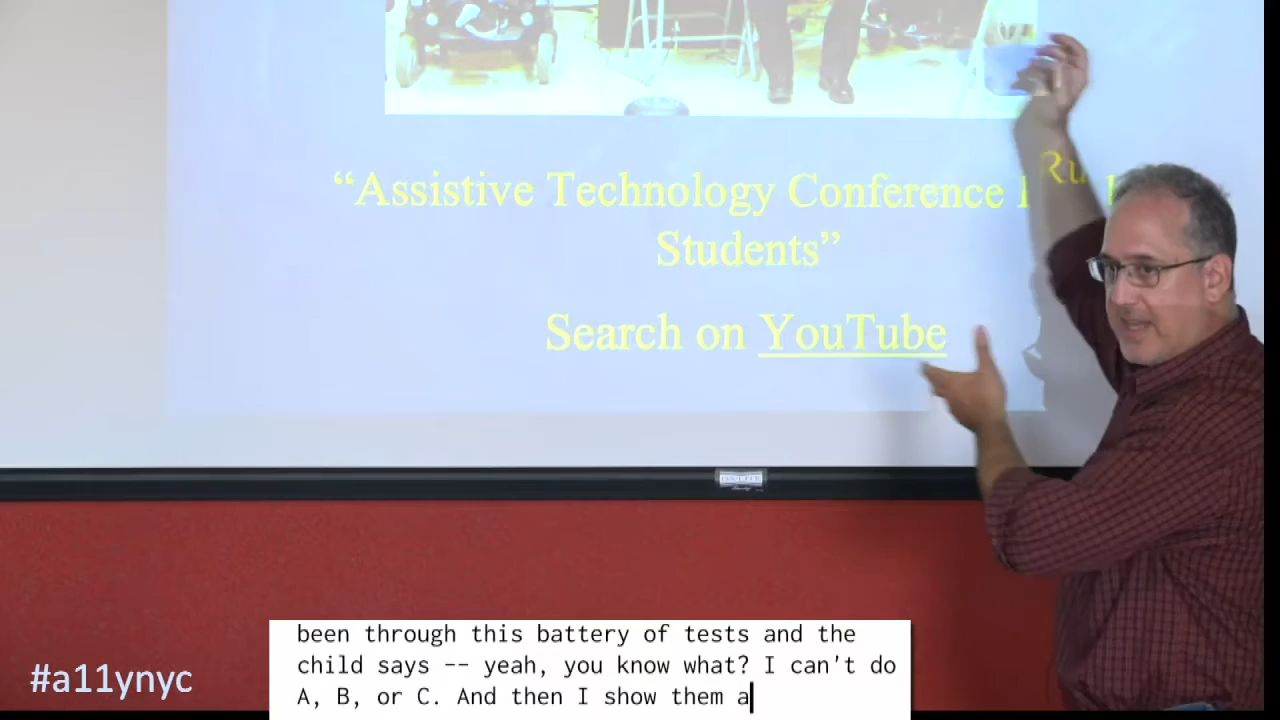 “Assistive Technology Conference
Students”
Search on YouTube
been through this battery of tests and the
child says -- yeah, you know what? I can't do
A, B, or C. And then I show them a
#a11ynyc